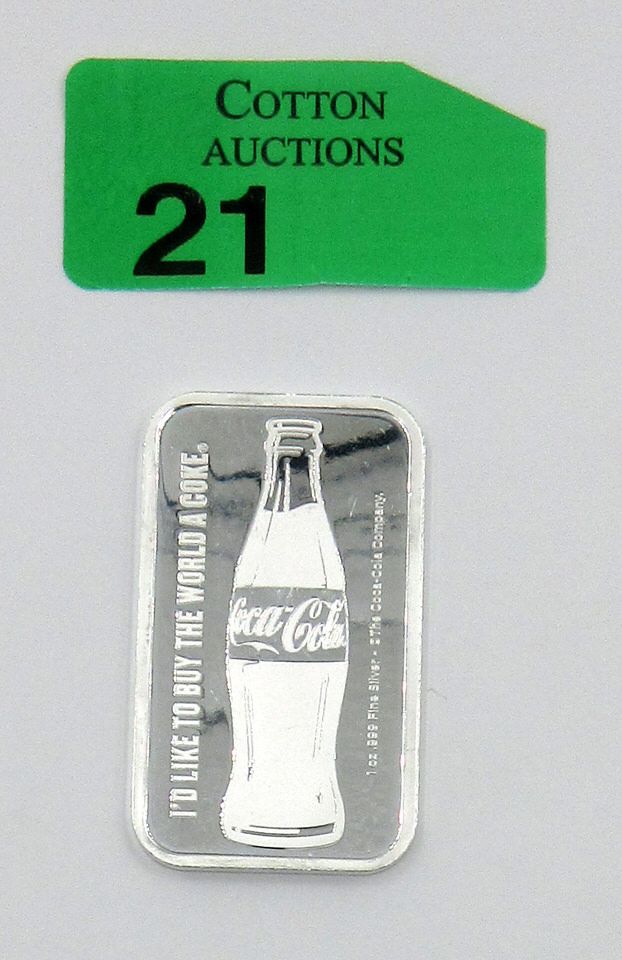 COTTON
AUCTIONS
21
I'D LIKE TO BUY THE WORLD A COKE.
Coca-Cola
1 oz .999 Fine Silver - ©The Coca-Cola Company.